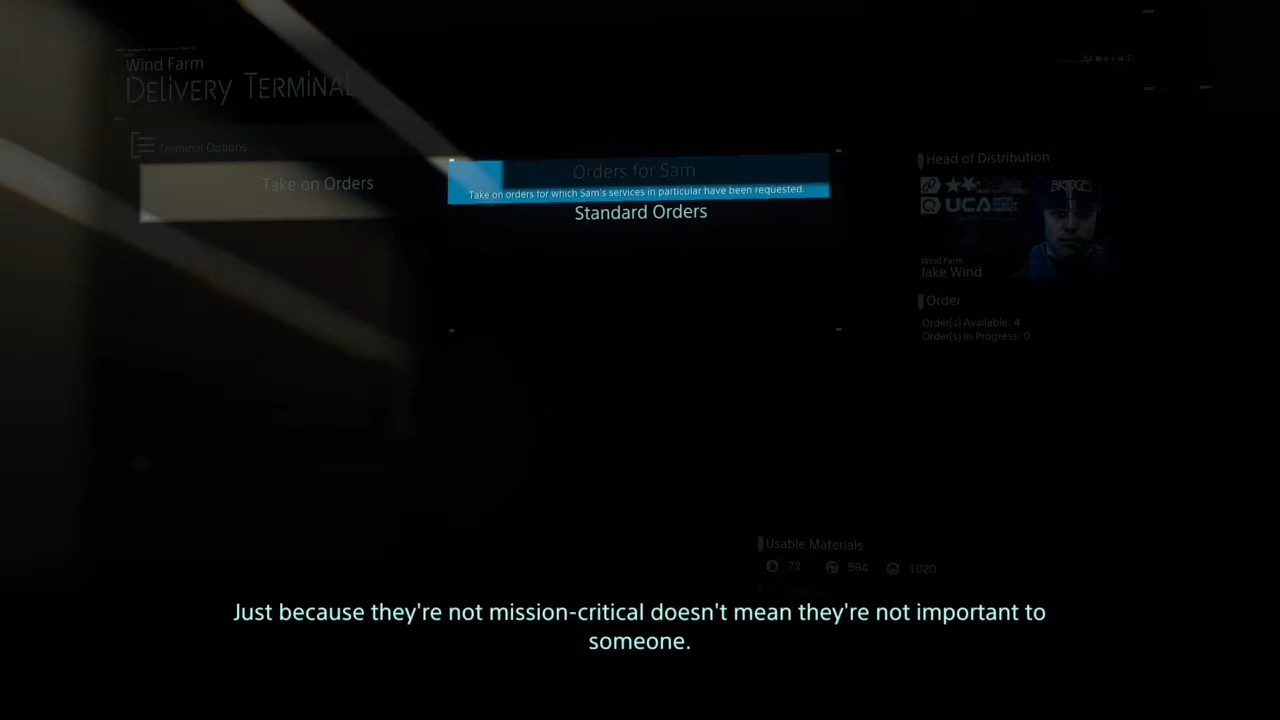 Wind Farm
Delivery Terminal
Online
Terminal Options
Take on Orders
Orders for Sam
Take on orders for which Sam's services in particular have been requested.
Standard Orders
Head of Distribution
BRIDGES
UCA
Wind Farm
Jake Wind
Order
Order(s) Available: 4
Order(s) In Progress: 0
Usable Materials
72 584 1020
Just because they're not mission-critical doesn't mean they're not important to
someone.